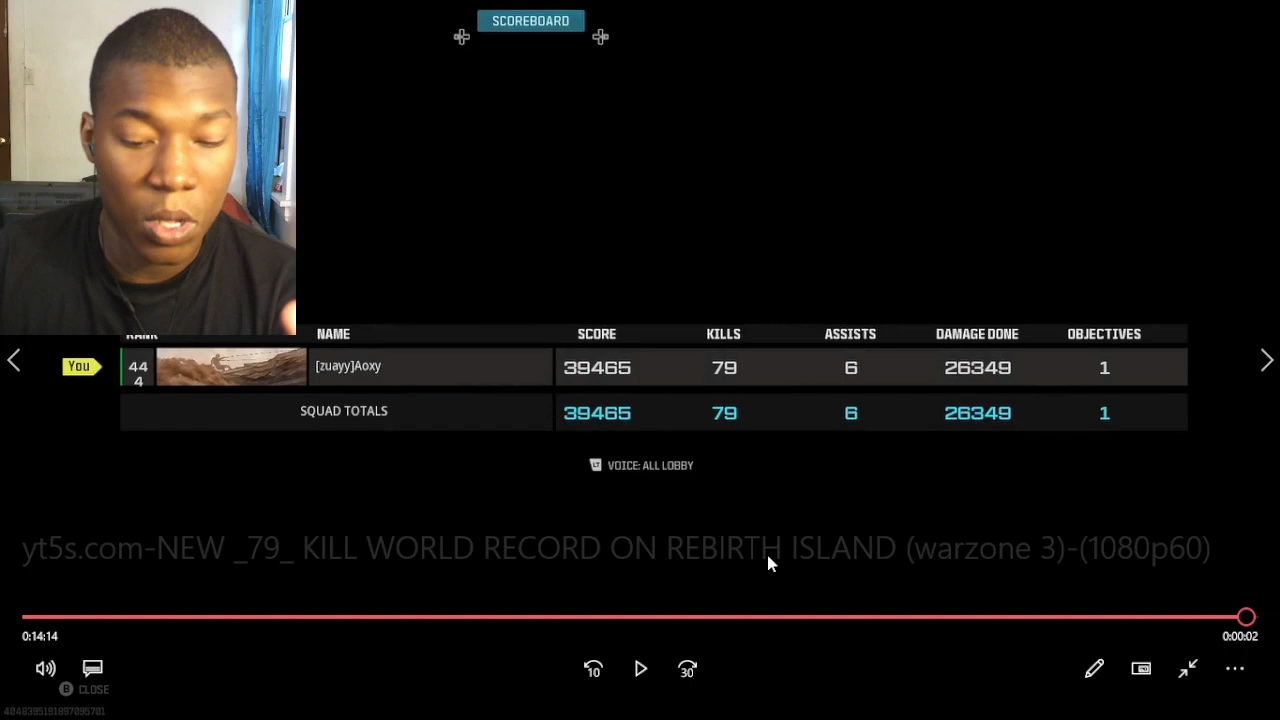 SCOREBOARD
RANK NAME SCORE KILLS ASSISTS DAMAGE DONE OBJECTIVES
You 44 [zuayy]Aoxy 39465 79 6 26349 1
4
SQUAD TOTALS 39465 79 6 26349 1
LT VOICE: ALL LOBBY
yt5s.com-NEW _79_ KILL WORLD RECORD ON REBIRTH ISLAND (warzone 3)-(1080p60)
0:14:14 0:00:02
10 30
B CLOSE